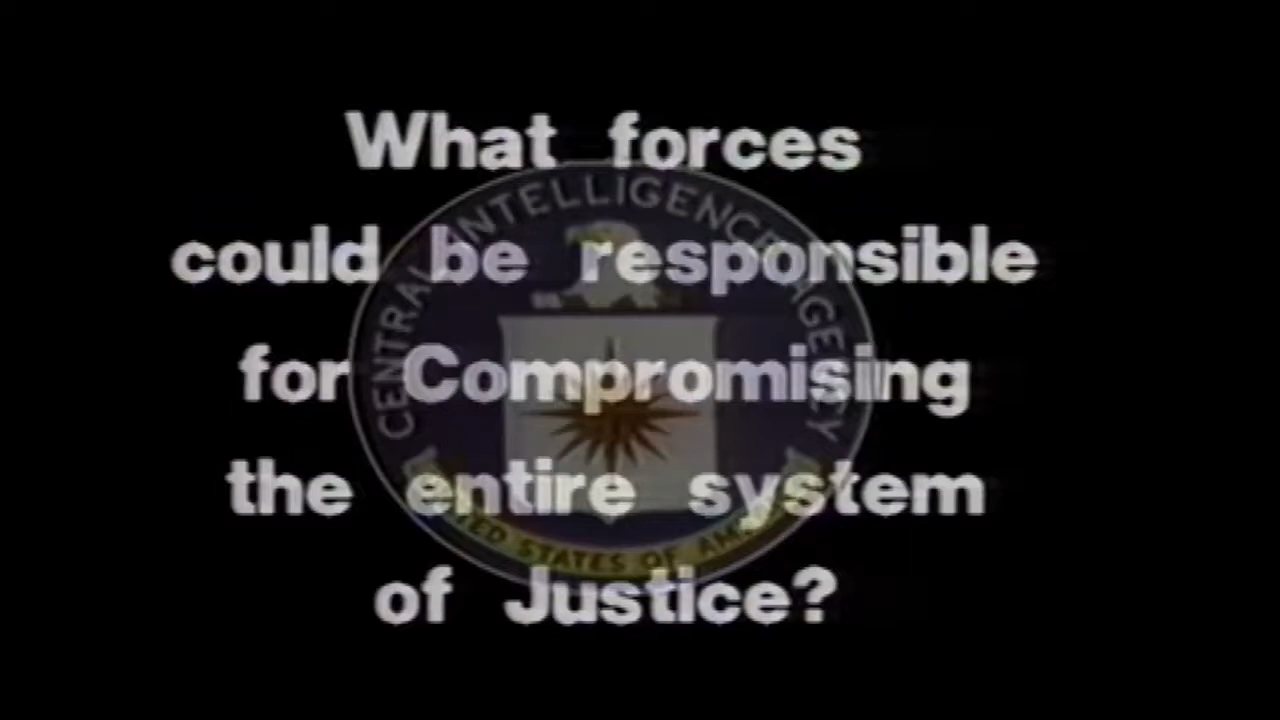 What forces
could be responsible
for Compromising
the entire system
of Justice?
CENTRAL INTELLIGENCE AGENCY
UNITED STATES OF AMERICA